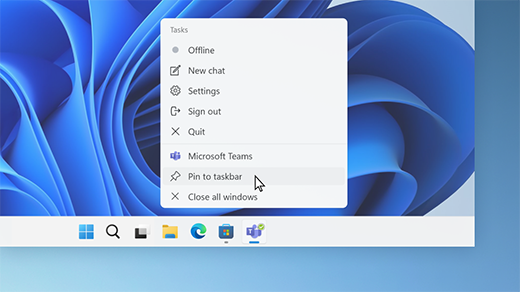 Tasks
Offline
New chat
Settings
Sign out
Quit
Microsoft Teams
Pin to taskbar
Close all windows